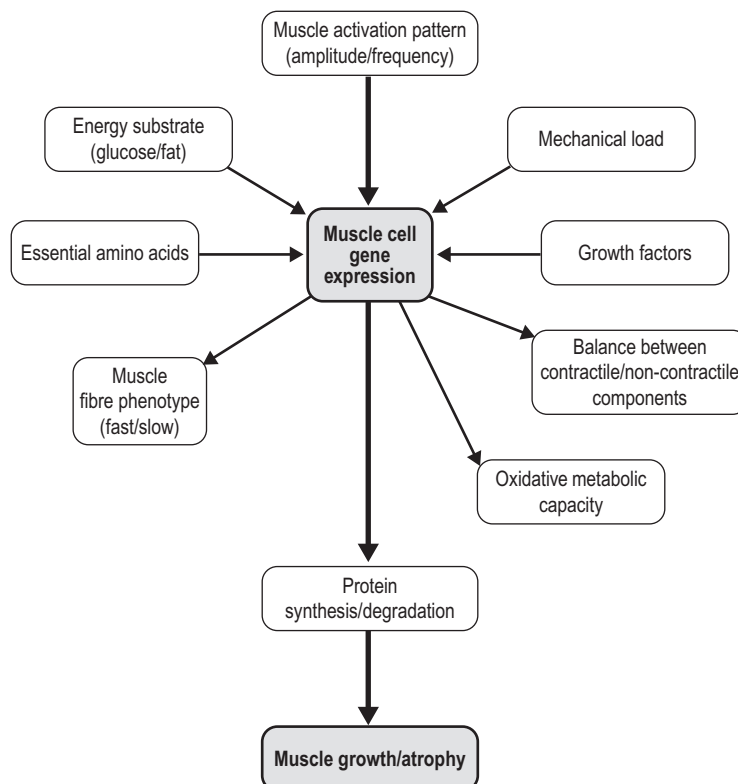 Muscle activation pattern
(amplitude/frequency)
Energy substrate
(glucose/fat)
Mechanical load
Essential amino acids
Muscle cell
gene
expression
Growth factors
Muscle
fibre phenotype
(fast/slow)
Balance between
contractile/non-contractile
components
Oxidative metabolic
capacity
Protein
synthesis/degradation
Muscle growth/atrophy